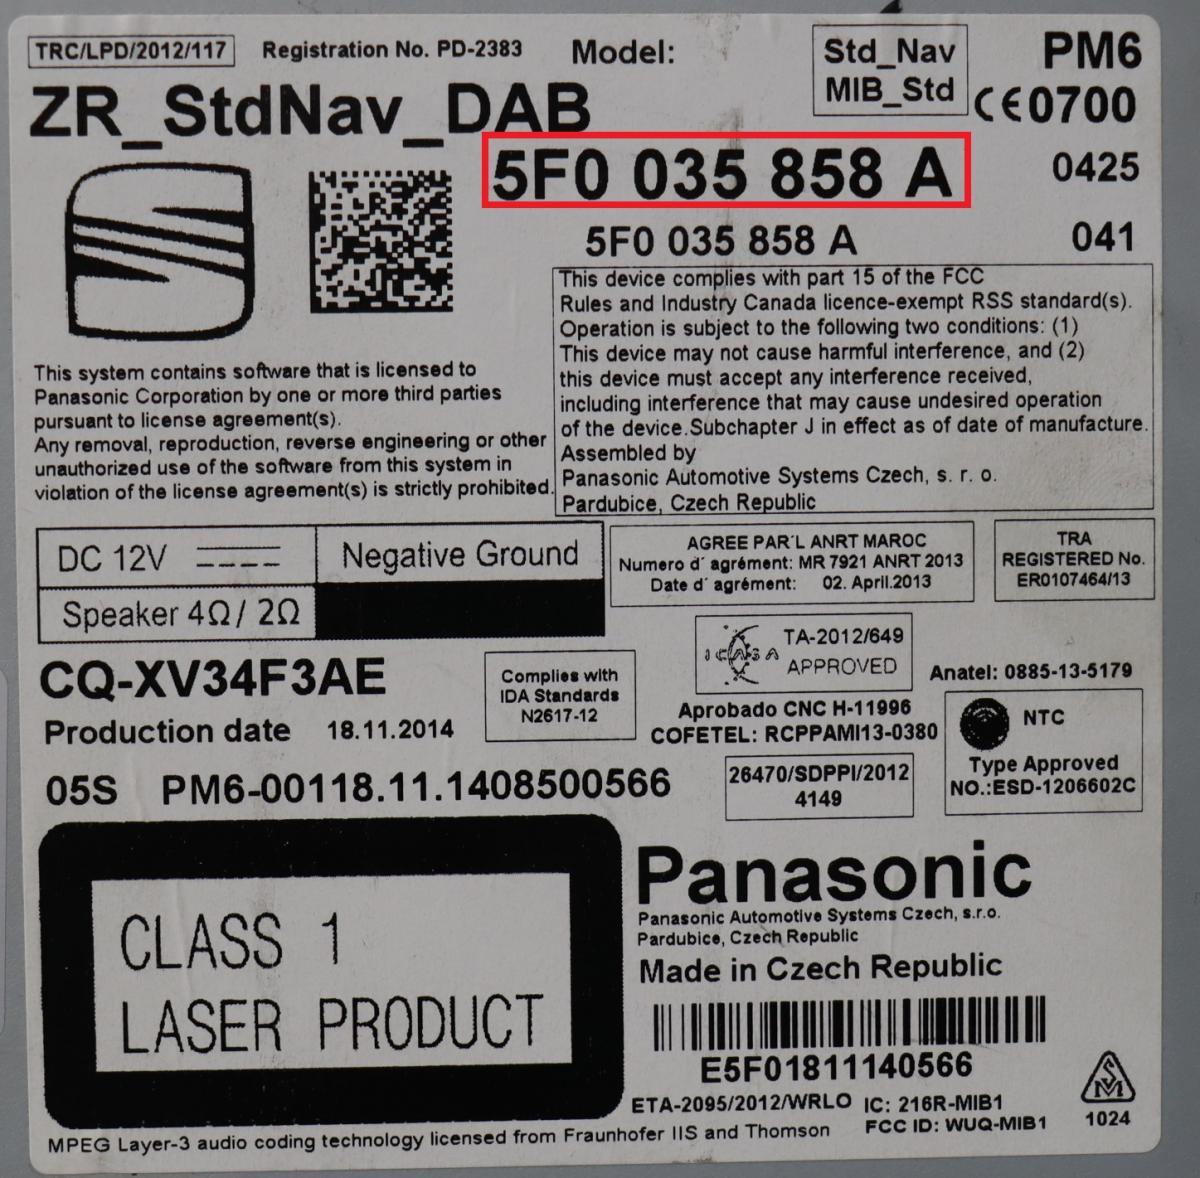 TRC/LPD/2012/117 Registration No. PD-2383 Model: Std_Nav PM6
MIB_Std
ZR_StdNav_DAB CE0700
5F0 035 858 A 0425
5F0 035 858 A 041
This device complies with part 15 of the FCC
Rules and Industry Canada licence-exempt RSS standard(s).
Operation is subject to the following two conditions: (1)
This device may not cause harmful interference, and (2)
this device must accept any interference received,
including interference that may cause undesired operation
of the device.Subchapter J in effect as of date of manufacture.
Assembled by
Panasonic Automotive Systems Czech, s. r. o.
Pardubice, Czech Republic
This system contains software that is licensed to
Panasonic Corporation by one or more third parties
pursuant to license agreement(s).
Any removal, reproduction, reverse engineering or other
unauthorized use of the software from this system in
violation of the license agreement(s) is strictly prohibited.
DC 12V Negative Ground
Speaker 4Ω/ 2Ω
AGREE PAR'L ANRT MAROC
Numero d´ agrément: MR 7921 ANRT 2013
Date d´ agrément: 02. April.2013
TRA
REGISTERED No.
ER0107464/13
ICASA TA-2012/649
APPROVED
CQ-XV34F3AE
Complies with
IDA Standards
N2617-12
Anatel: 0885-13-5179
Production date 18.11.2014
Aprobado CNC H-11996
COFETEL: RCPPAMI13-0380
NTC
Type Approved
NO.:ESD-1206602C
05S PM6-00118.11.1408500566
26470/SDPPI/2012
4149
CLASS 1
LASER PRODUCT
Panasonic
Panasonic Automotive Systems Czech, s.r.o.
Pardubice, Czech Republic
Made in Czech Republic
E5F01811140566
ETA-2095/2012/WRLO IC: 216R-MIB1
FCC ID: WUQ-MIB1
SM
1024
MPEG Layer-3 audio coding technology licensed from Fraunhofer IIS and Thomson